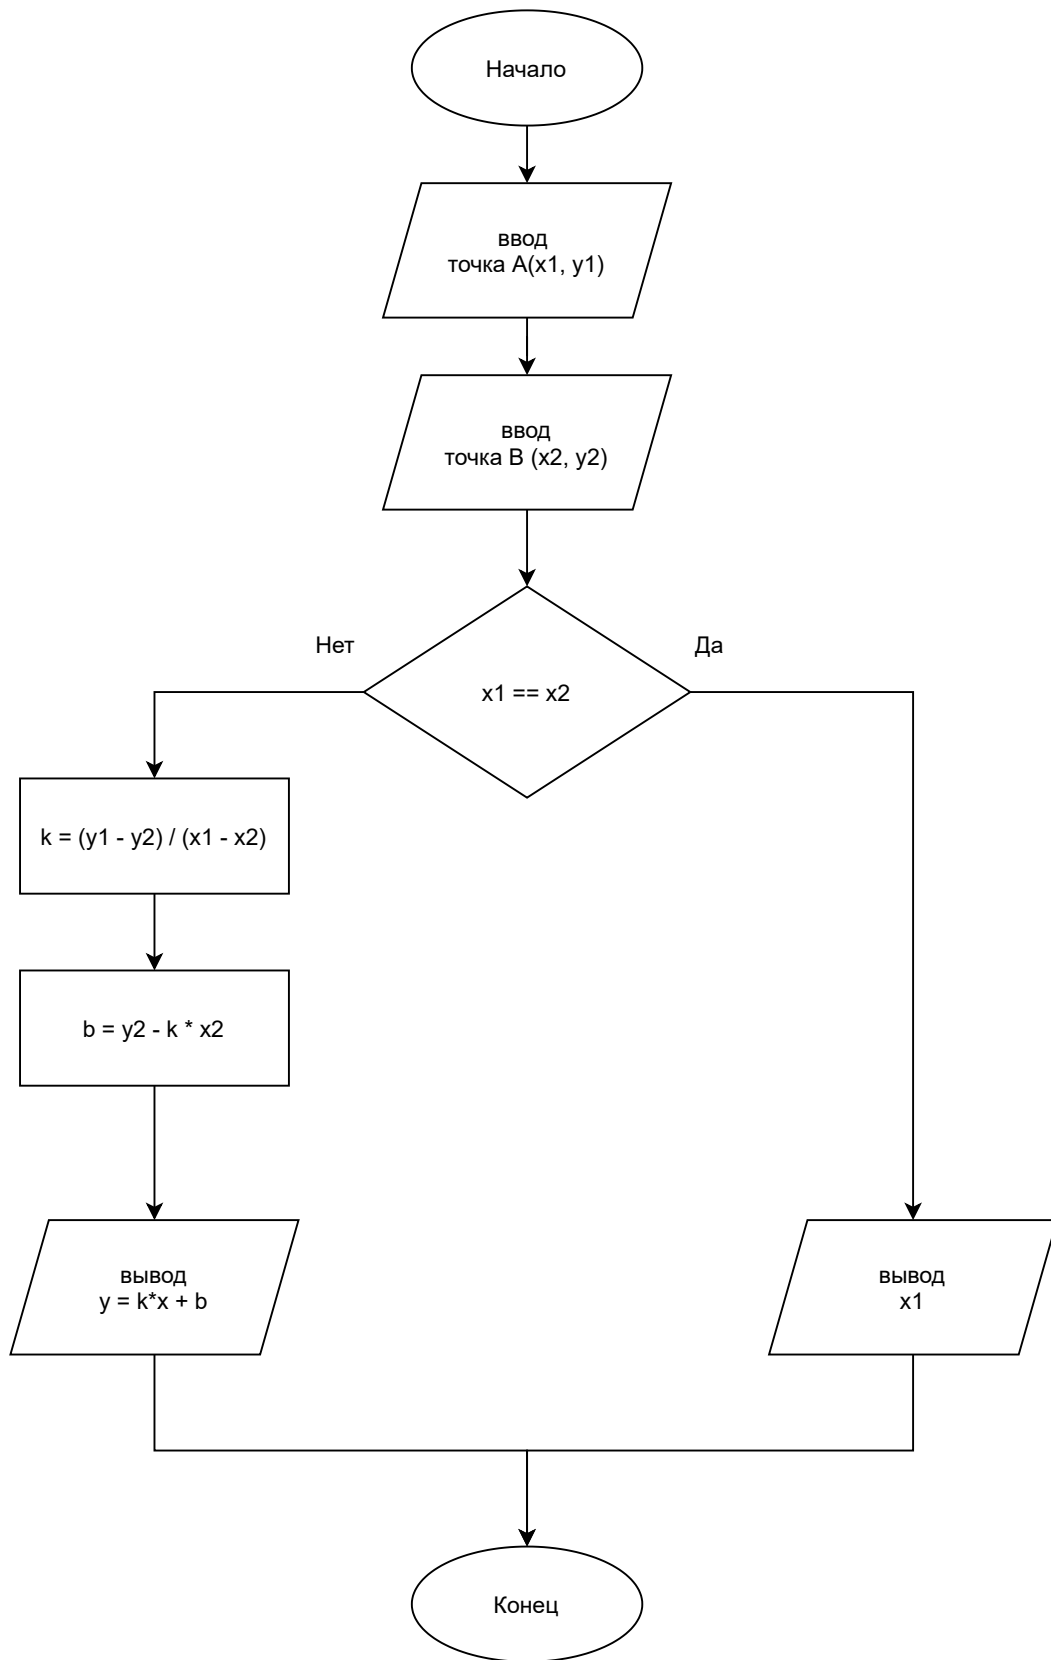 Начало
ввод
точка A(x1, y1)
ввод
точка B (x2, y2)
Нет
Да
x1 == x2
k = (y1 - y2) / (x1 - x2)
b = y2 - k * x2
вывод
y = k*x + b
вывод
x1
Конец